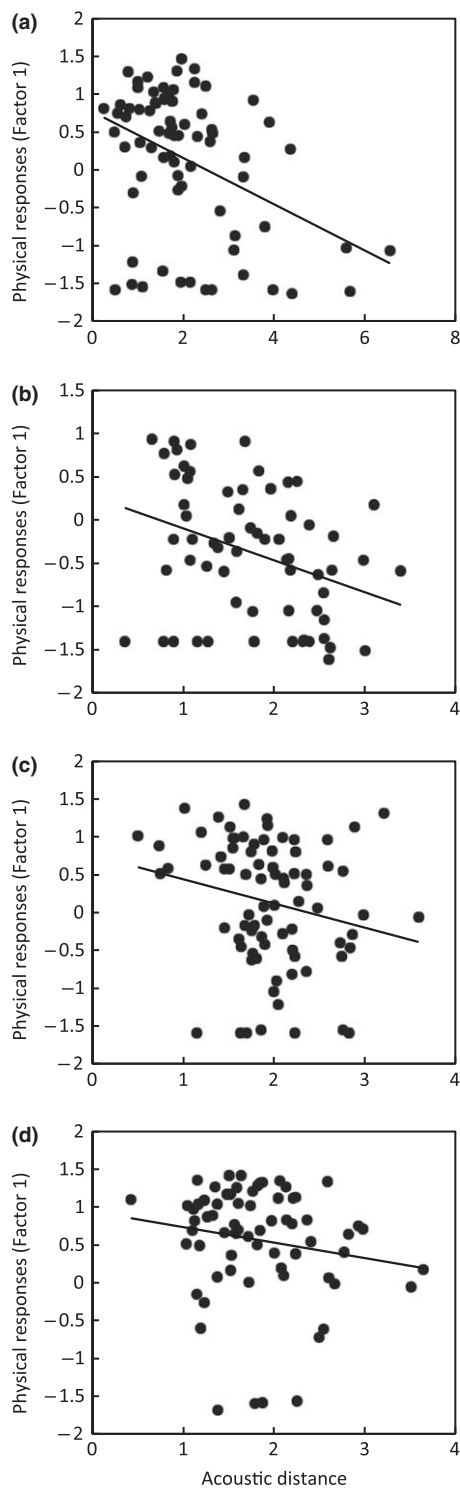 (a)
Physical responses (Factor 1)
2
1.5
1
0.5
0
−0.5
−1
−1.5
−2
0 2 4 6 8
(b)
Physical responses (Factor 1)
1.5
1
0.5
0
−0.5
−1
−1.5
−2
0 1 2 3 4
(c)
Physical responses (Factor 1)
2
1.5
1
0.5
0
−0.5
−1
−1.5
−2
0 1 2 3 4
(d)
Physical responses (Factor 1)
2
1.5
1
0.5
0
−0.5
−1
−1.5
−2
0 1 2 3 4
Acoustic distance